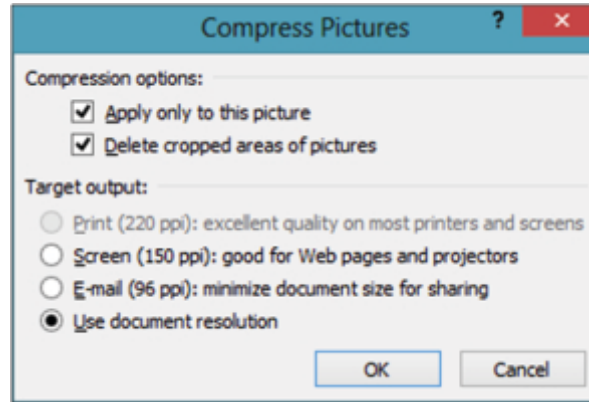 Compress Pictures ?
Compression options:
Apply only to this picture
Delete cropped areas of pictures
Target output:
Print (220 ppi): excellent quality on most printers and screens
Screen (150 ppi): good for Web pages and projectors
E-mail (96 ppi): minimize document size for sharing
Use document resolution
OK Cancel